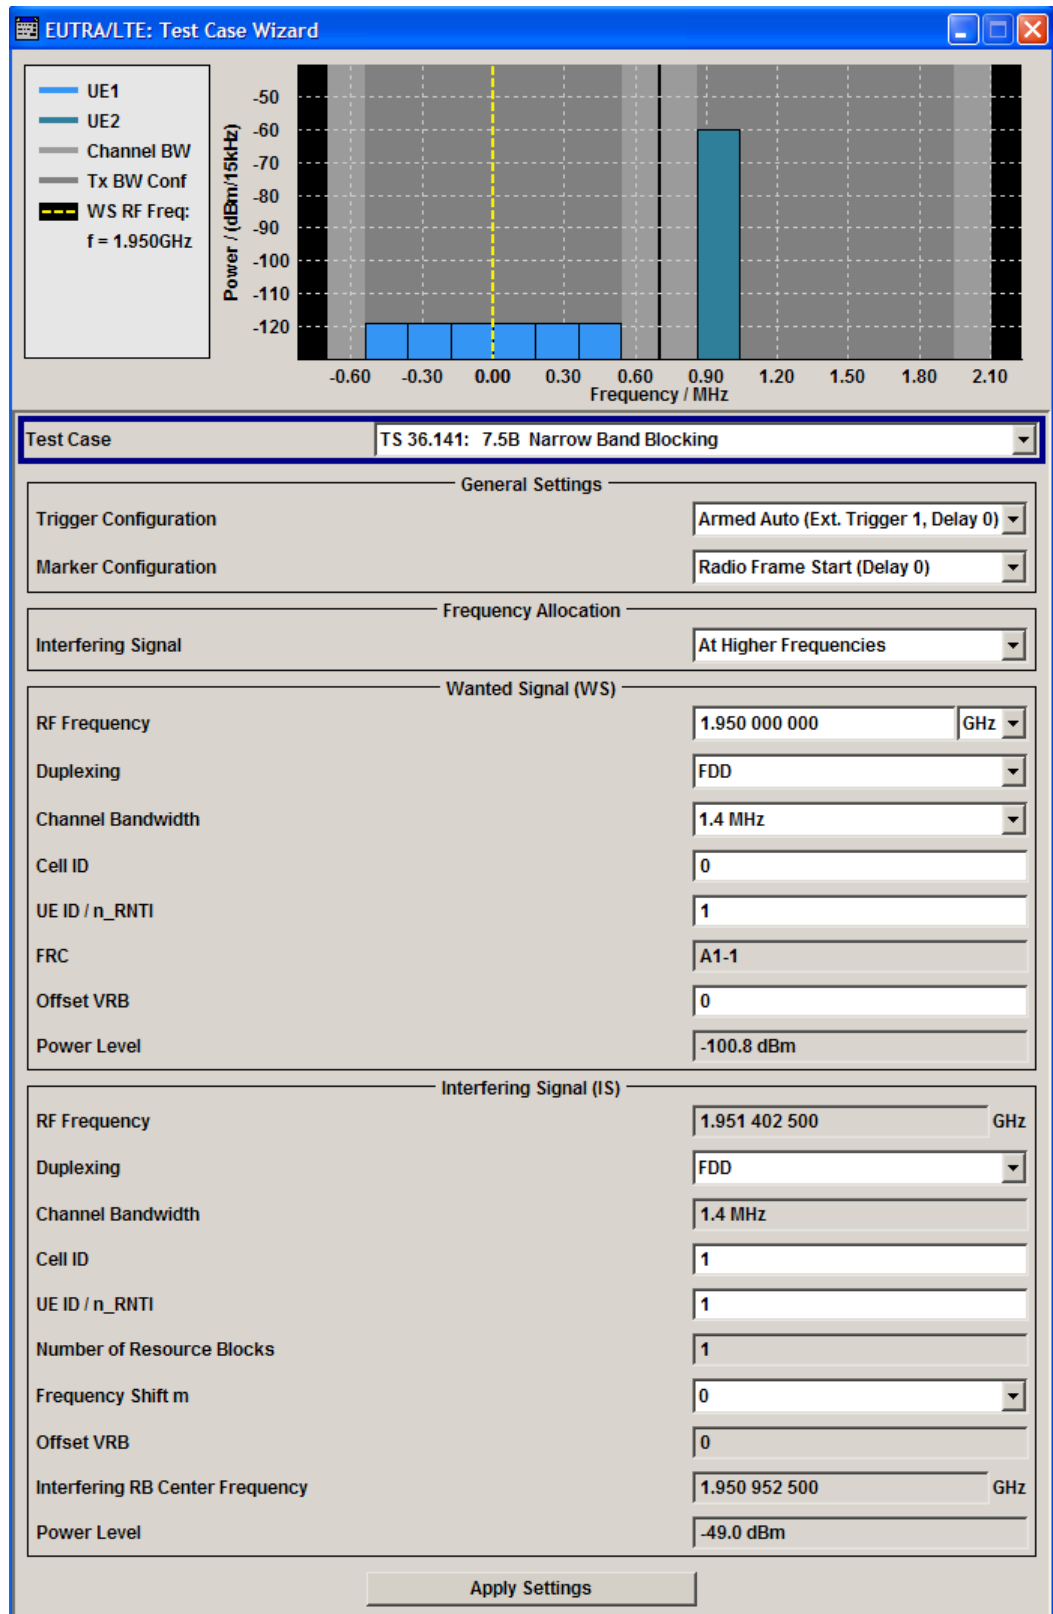 EUTRA/LTE: Test Case Wizard
UE1
UE2
Channel BW
Tx BW Conf
WS RF Freq:
f = 1.950GHz
Power / (dBm/15kHz)
-50
-60
-70
-80
-90
-100
-110
-120
-0.60 -0.30 0.00 0.30 0.60 0.90 1.20 1.50 1.80 2.10
Frequency / MHz
Test Case TS 36.141: 7.5B Narrow Band Blocking
General Settings
Trigger Configuration Armed Auto (Ext. Trigger 1, Delay 0)
Marker Configuration Radio Frame Start (Delay 0)
Frequency Allocation
Interfering Signal At Higher Frequencies
Wanted Signal (WS)
RF Frequency 1.950 000 000 GHz
Duplexing FDD
Channel Bandwidth 1.4 MHz
Cell ID 0
UE ID / n_RNTI 1
FRC A1-1
Offset VRB 0
Power Level -100.8 dBm
Interfering Signal (IS)
RF Frequency 1.951 402 500 GHz
Duplexing FDD
Channel Bandwidth 1.4 MHz
Cell ID 1
UE ID / n_RNTI 1
Number of Resource Blocks 1
Frequency Shift m 0
Offset VRB 0
Interfering RB Center Frequency 1.950 952 500 GHz
Power Level -49.0 dBm
Apply Settings